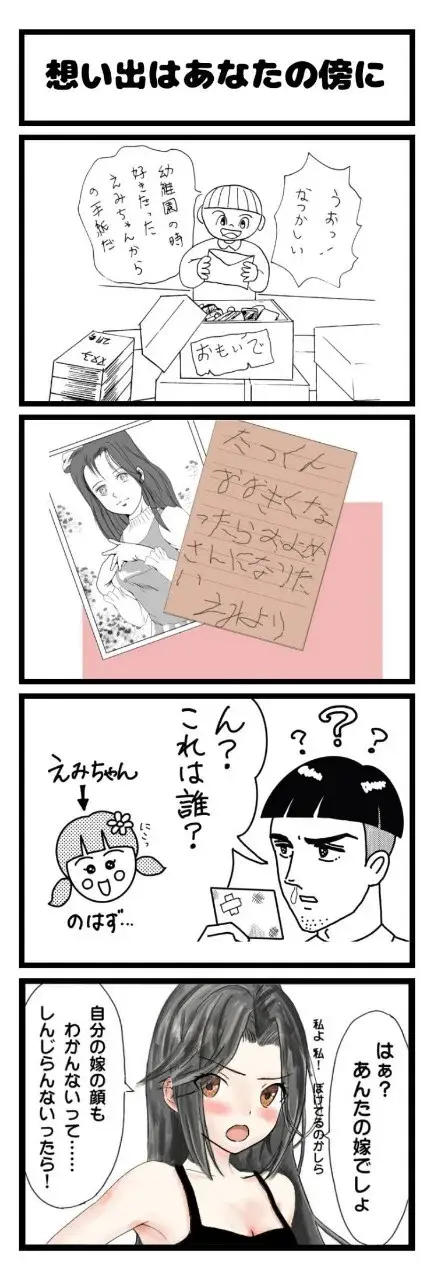 想い出はあなたの傍に
うおっ!
なつかしい
幼稚園の時
好きだった
えみちゃんから
の手紙だ
おもいで
たっくん
おおきくな
ったらおよめ
さんになりた
い
えみより
ん?
これは誰?
? ? ?
えみちゃん
にこっ
のはず…
はぁ?
あんたの嫁でしょ
私よ 私! ぼけてるのかしら
自分の嫁の顔も
わかんないって……
しんじらんないったら!